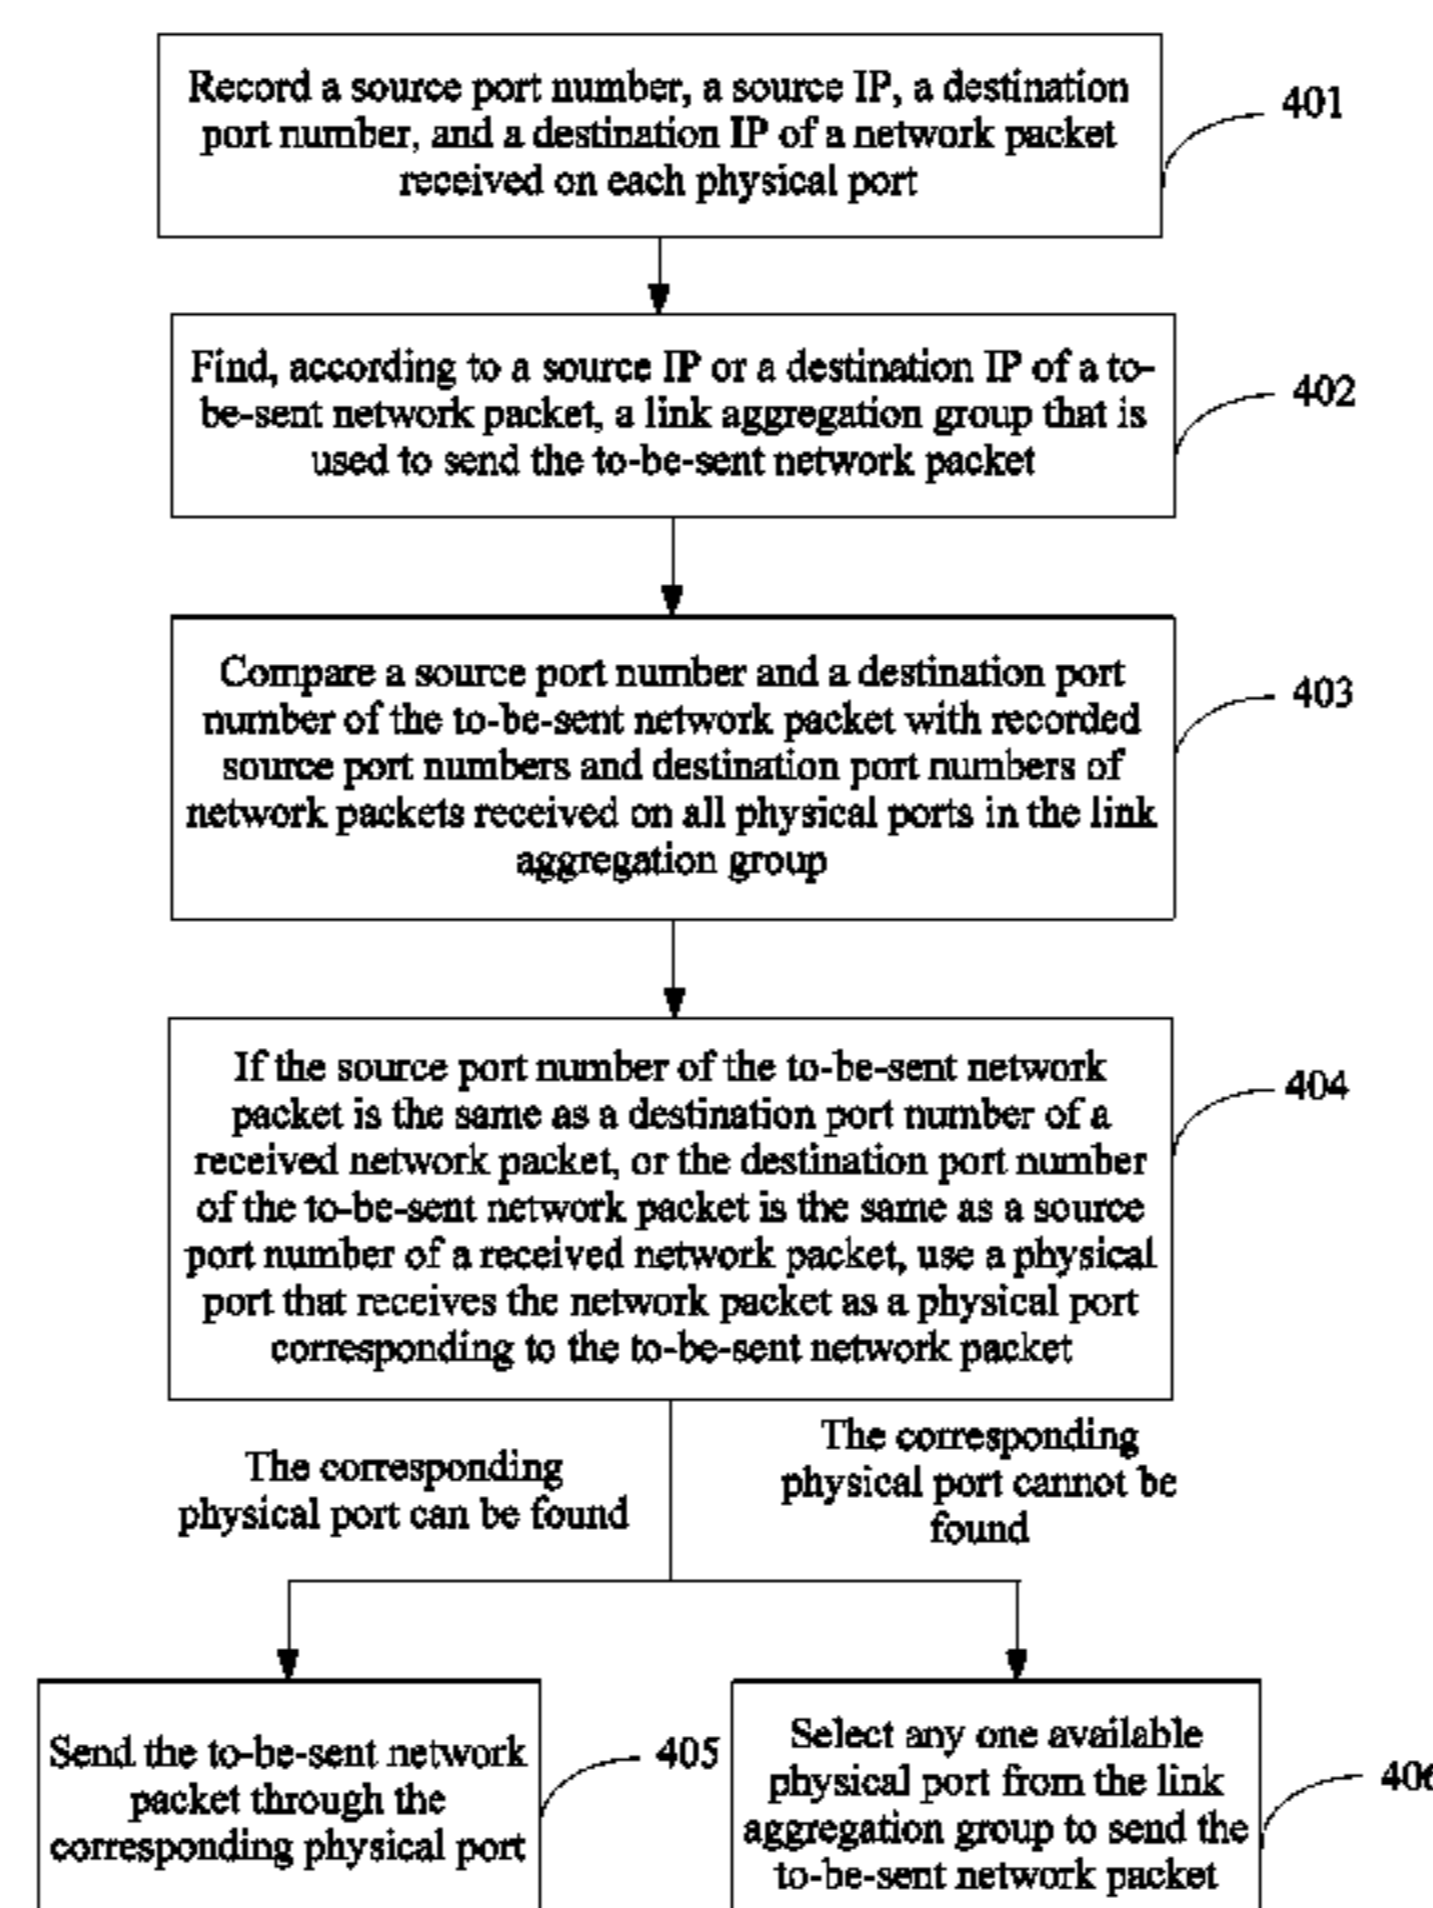 Record a source port number, a source IP, a destination
port number, and a destination IP of a network packet
received on each physical port
401
Find, according to a source IP or a destination IP of a to-
be-sent network packet, a link aggregation group that is
used to send the to-be-sent network packet
402
Compare a source port number and a destination port
number of the to-be-sent network packet with recorded
source port numbers and destination port numbers of
network packets received on all physical ports in the link
aggregation group
403
If the source port number of the to-be-sent network
packet is the same as a destination port number of a
received network packet, or the destination port number
of the to-be-sent network packet is the same as a source
port number of a received network packet, use a physical
port that receives the network packet as a physical port
corresponding to the to-be-sent network packet
404
The corresponding
physical port can be found
The corresponding
physical port cannot be
found
Send the to-be-sent network
packet through the
corresponding physical port
405
Select any one available
physical port from the link
aggregation group to send the
to-be-sent network packet
406